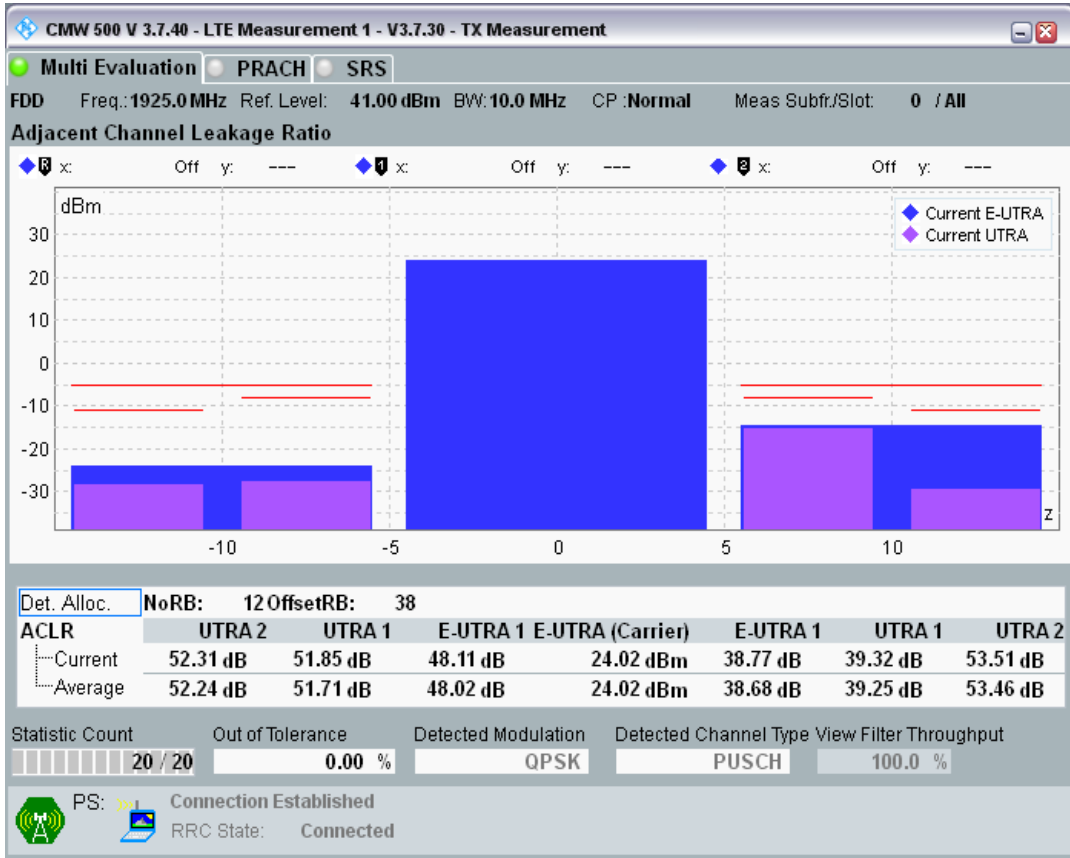 CMW 500 V 3.7.40 - LTE Measurement 1 - V3.7.30 - TX Measurement
Multi Evaluation PRACH SRS
FDD Freq.: 1925.0 MHz Ref. Level: 41.00 dBm BW: 10.0 MHz CP :Normal Meas Subfr./Slot: 0 / All
Adjacent Channel Leakage Ratio
R x: Off y: --- 1 x: Off y: --- 2 x: Off y: ---
dBm
Current E-UTRA
Current UTRA
30
20
10
0
-10
-20
-30
z
-10 -5 0 5 10
Det. Alloc. NoRB: 12 OffsetRB: 38
ACLR UTRA 2 UTRA 1 E-UTRA 1 E-UTRA (Carrier) E-UTRA 1 UTRA 1 UTRA 2
Current 52.31 dB 51.85 dB 48.11 dB 24.02 dBm 38.77 dB 39.32 dB 53.51 dB
Average 52.24 dB 51.71 dB 48.02 dB 24.02 dBm 38.68 dB 39.25 dB 53.46 dB
Statistic Count Out of Tolerance Detected Modulation Detected Channel Type View Filter Throughput
20 / 20 0.00 % QPSK PUSCH 100.0 %
PS: Connection Established
RRC State: Connected